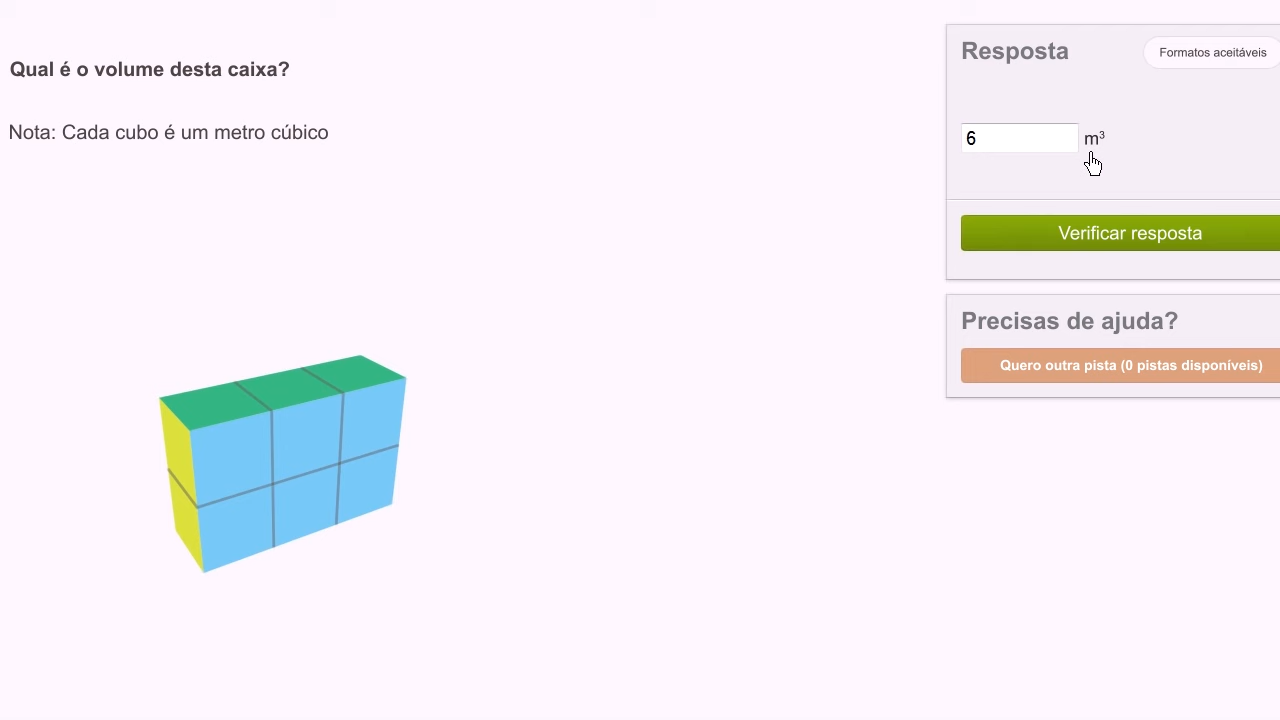 Qual é o volume desta caixa?
Nota: Cada cubo é um metro cúbico
Resposta
Formatos aceitáveis
6 m³
Verificar resposta
Precisas de ajuda?
Quero outra pista (0 pistas disponíveis)